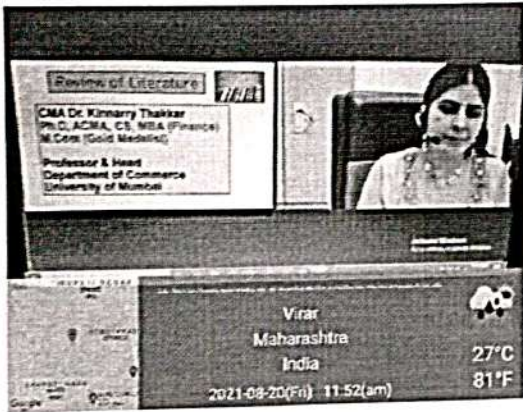 Review of Literature
CMA Dr. Kinnarry Thakkar
Ph.D, ACMA, CS, MBA (Finance)
M.Com (Gold Medalist)
Professor & Head
Department of Commerce
University of Mumbai
Virar
Maharashtra
India
2021-08-20(Fri) 11:52(am)
27°C
81°F
Google